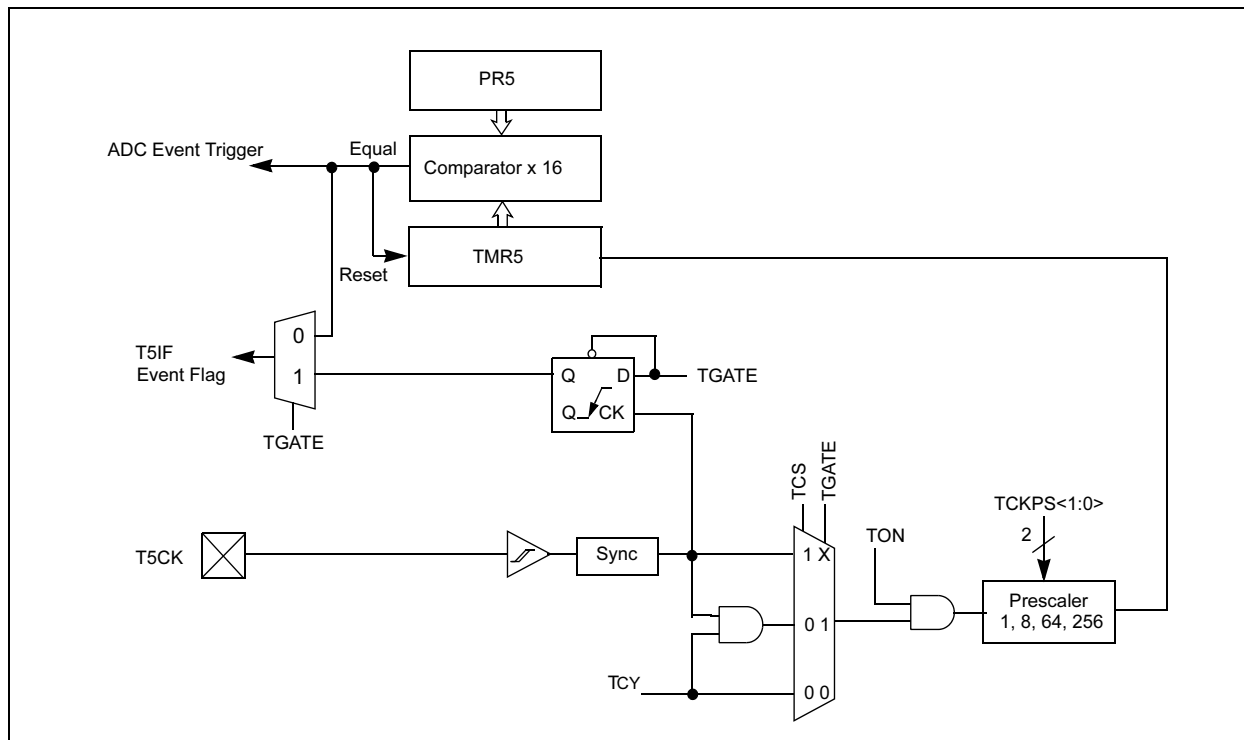 PR5
ADC Event Trigger
Equal
Comparator x 16
TMR5
Reset
0
T5IF
Event Flag
1
TGATE
Q
D
TGATE
Q
CK
TCS
TGATE
TCKPS<1:0>
2
TON
T5CK
Sync
1 X
Prescaler
1, 8, 64, 256
0 1
TCY
0 0